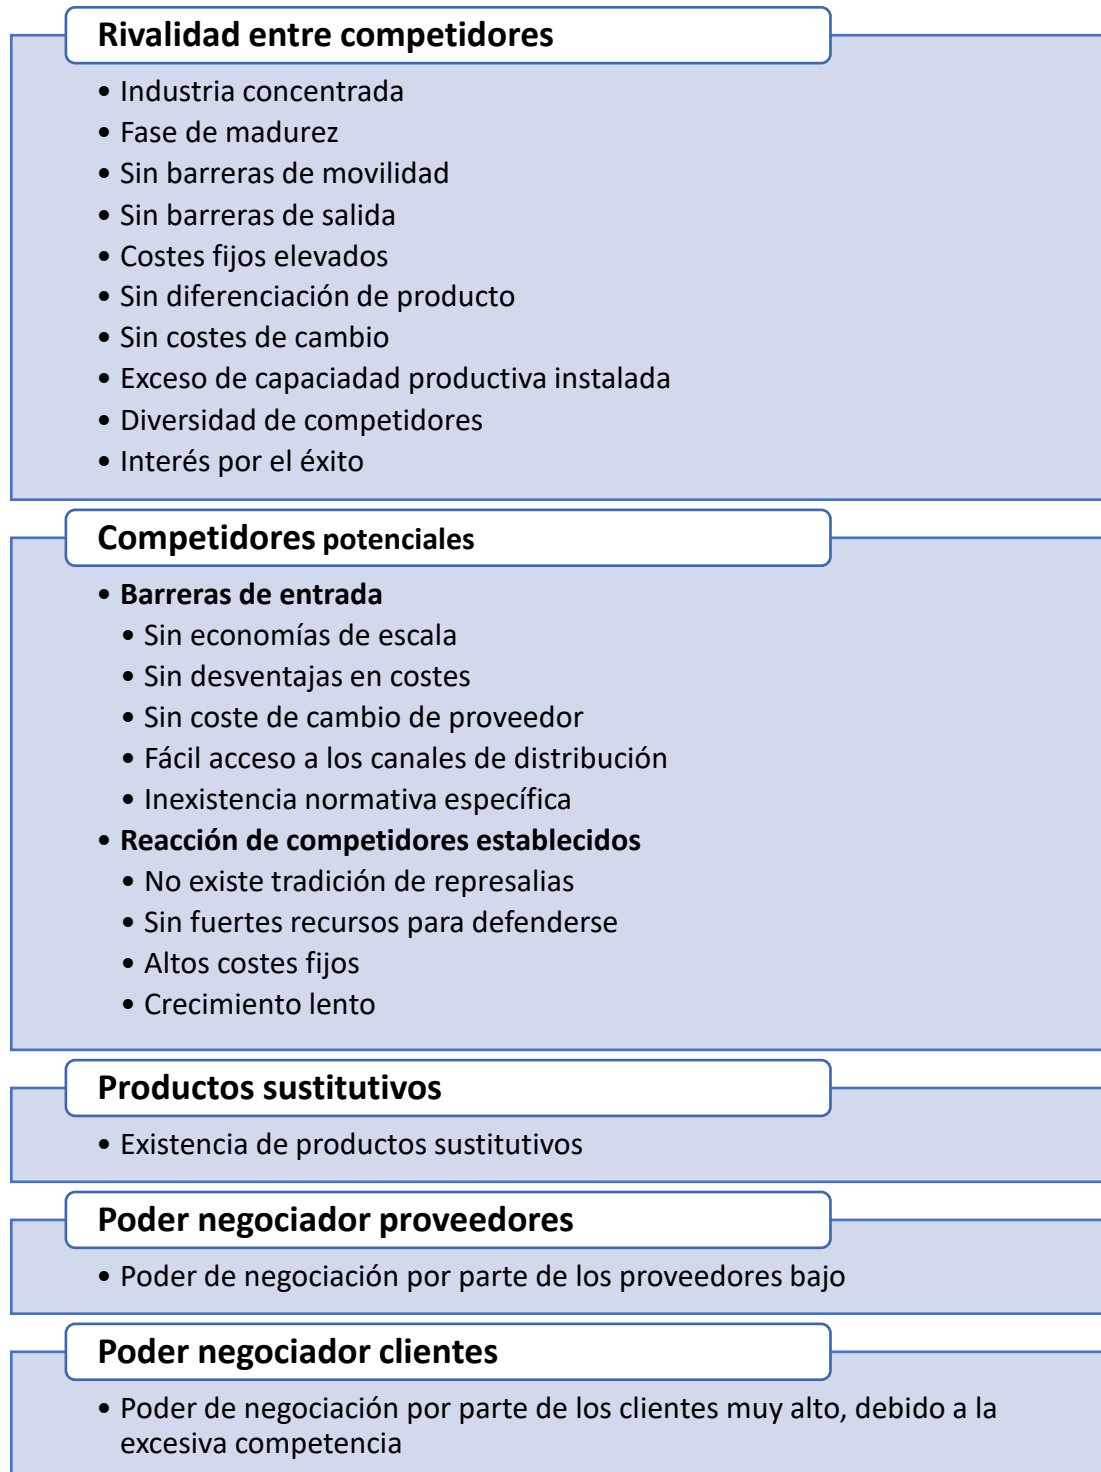 Rivalidad entre competidores
• Industria concentrada
• Fase de madurez
• Sin barreras de movilidad
• Sin barreras de salida
• Costes fijos elevados
• Sin diferenciación de producto
• Sin costes de cambio
• Exceso de capaciadad productiva instalada
• Diversidad de competidores
• Interés por el éxito
Competidores potenciales
• Barreras de entrada
• Sin economías de escala
• Sin desventajas en costes
• Sin coste de cambio de proveedor
• Fácil acceso a los canales de distribución
• Inexistencia normativa específica
• Reacción de competidores establecidos
• No existe tradición de represalias
• Sin fuertes recursos para defenderse
• Altos costes fijos
• Crecimiento lento
Productos sustitutivos
• Existencia de productos sustitutivos
Poder negociador proveedores
• Poder de negociación por parte de los proveedores bajo
Poder negociador clientes
• Poder de negociación por parte de los clientes muy alto, debido a la
excesiva competencia